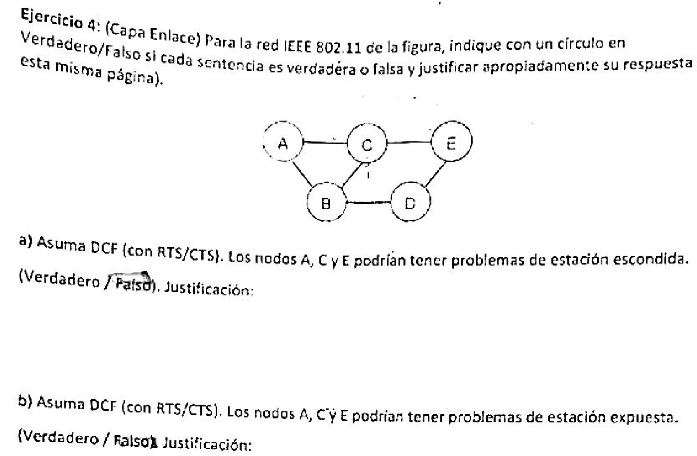 Ejercicio 4: (Capa Enlace) Para la red IEEE 802.11 de la figura, indique con un círculo en
Verdadero/Falso si cada sentencia es verdadera o falsa y justificar apropiadamente su respuesta
esta misma página).
A C E
B D
a) Asuma DCF (con RTS/CTS). Los nodos A, C y E podrían tener problemas de estación escondida.
(Verdadero / Falso). Justificación:
b) Asuma DCF (con RTS/CTS). Los nodos A, C y E podrían tener problemas de estación expuesta.
(Verdadero / Falso). Justificación: